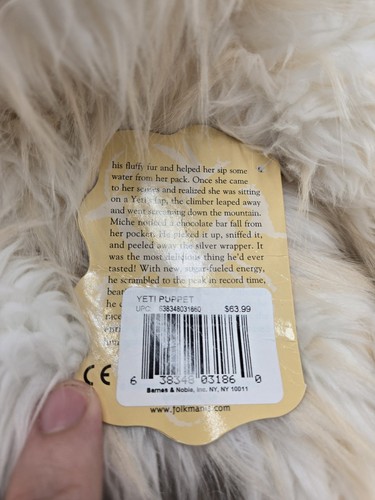 his fluffy fur and helped her sip some
water from her pack. Once she came
to her senses and realized she was sitting
on a Yeti lap, the climber leaped away
and went screaming down the mountain.
Miche noticed a chocolate bar fall from
her pocket. He picked it up, sniffed it,
and peeled away the silver wrapper. It
was the most delicious thing he'd ever
tasted! With new, sugar-fueled energy,
he scrambled to the peak in record time,
YETI PUPPET
UPC: 638348031860 $63.99
6 38348 03186 0
Barnes & Noble, Inc. NY, NY 10011
CE
www.folkmanis.com